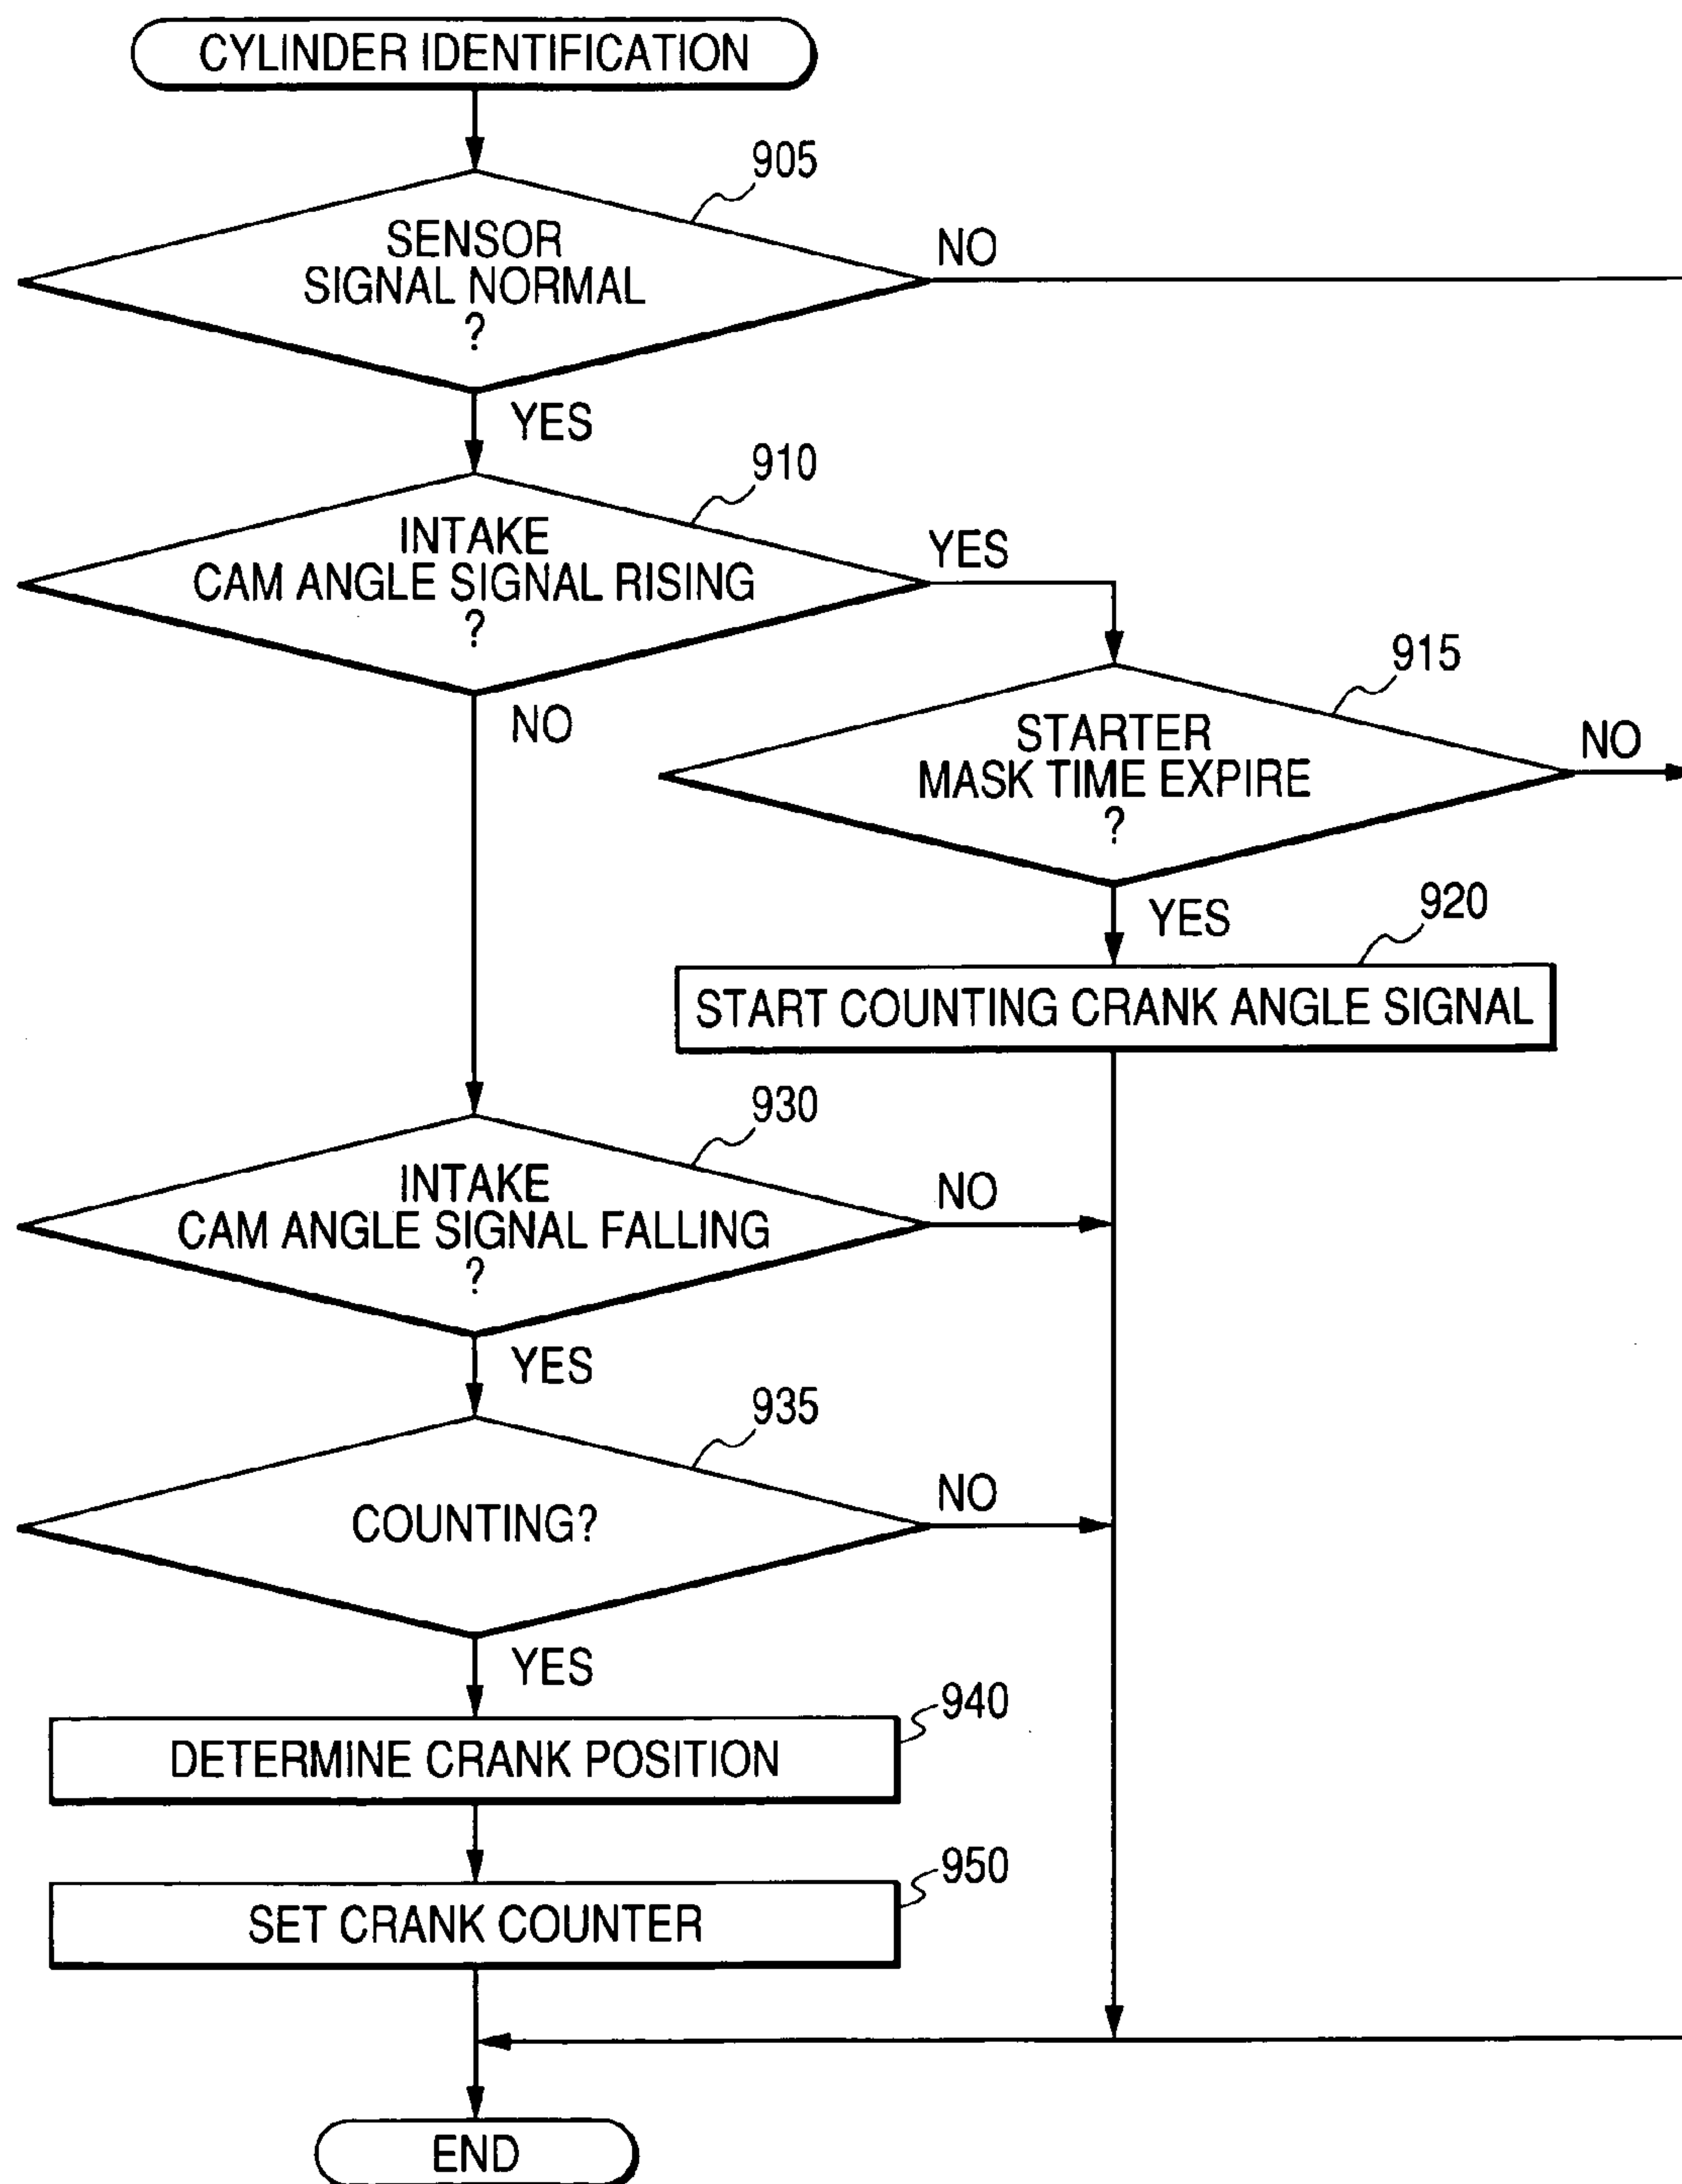 CYLINDER IDENTIFICATION
905
SENSOR
SIGNAL NORMAL
?
NO
YES
910
INTAKE
CAM ANGLE SIGNAL RISING
?
YES
NO
915
STARTER
MASK TIME EXPIRE
?
NO
YES
920
START COUNTING CRANK ANGLE SIGNAL
930
INTAKE
CAM ANGLE SIGNAL FALLING
?
NO
YES
935
COUNTING?
NO
YES
940
DETERMINE CRANK POSITION
950
SET CRANK COUNTER
END